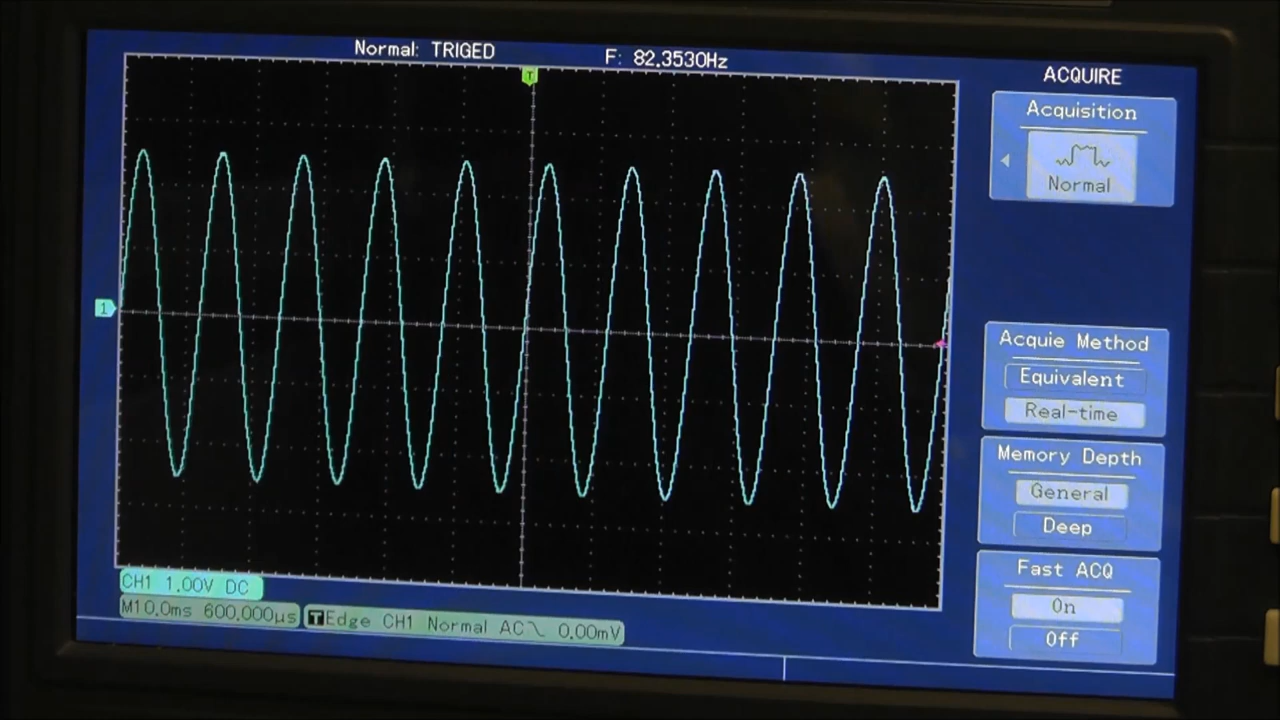 Normal: TRIGED
F: 82.3530Hz
T
ACQUIRE
Acquisition
Normal
1
Acquie Method
Equivalent
Real-time
Memory Depth
General
Deep
Fast ACQ
On
Off
CH1 1.00V DC
M10.0ms 600.000µs
T Edge CH1 Normal AC 0.00mV